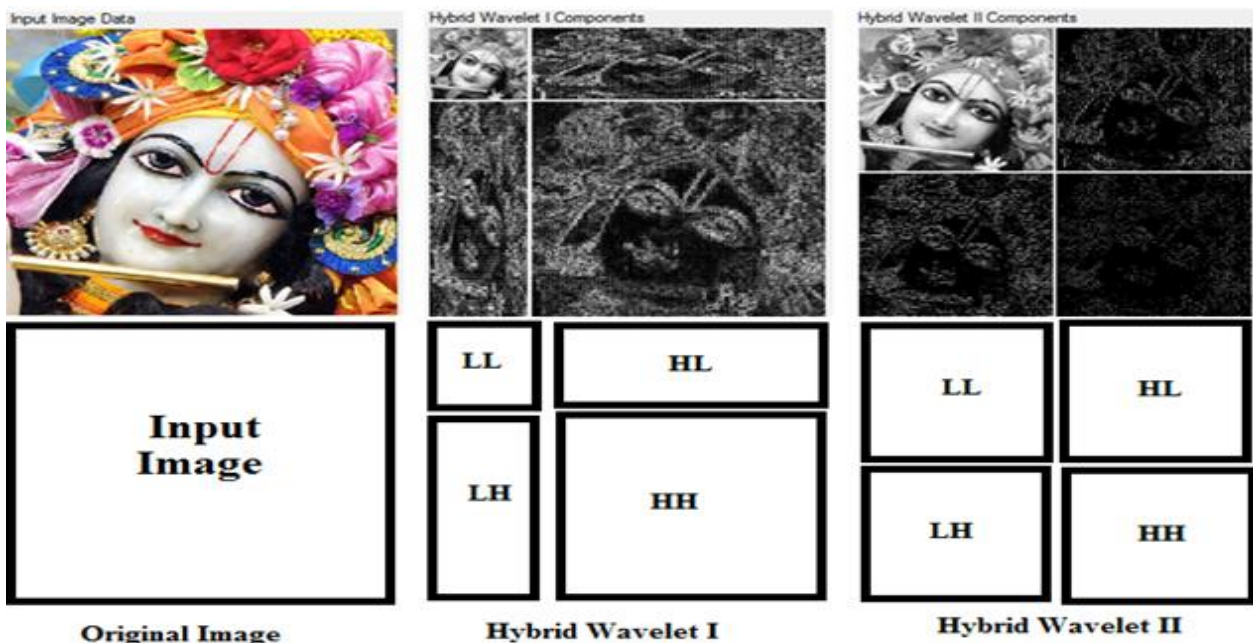 Input Image Data
Hybrid Wavelet I Components
Hybrid Wavelet II Components
Input
Image
LL
HL
LH
HH
LL
HL
LH
HH
Original Image
Hybrid Wavelet I
Hybrid Wavelet II